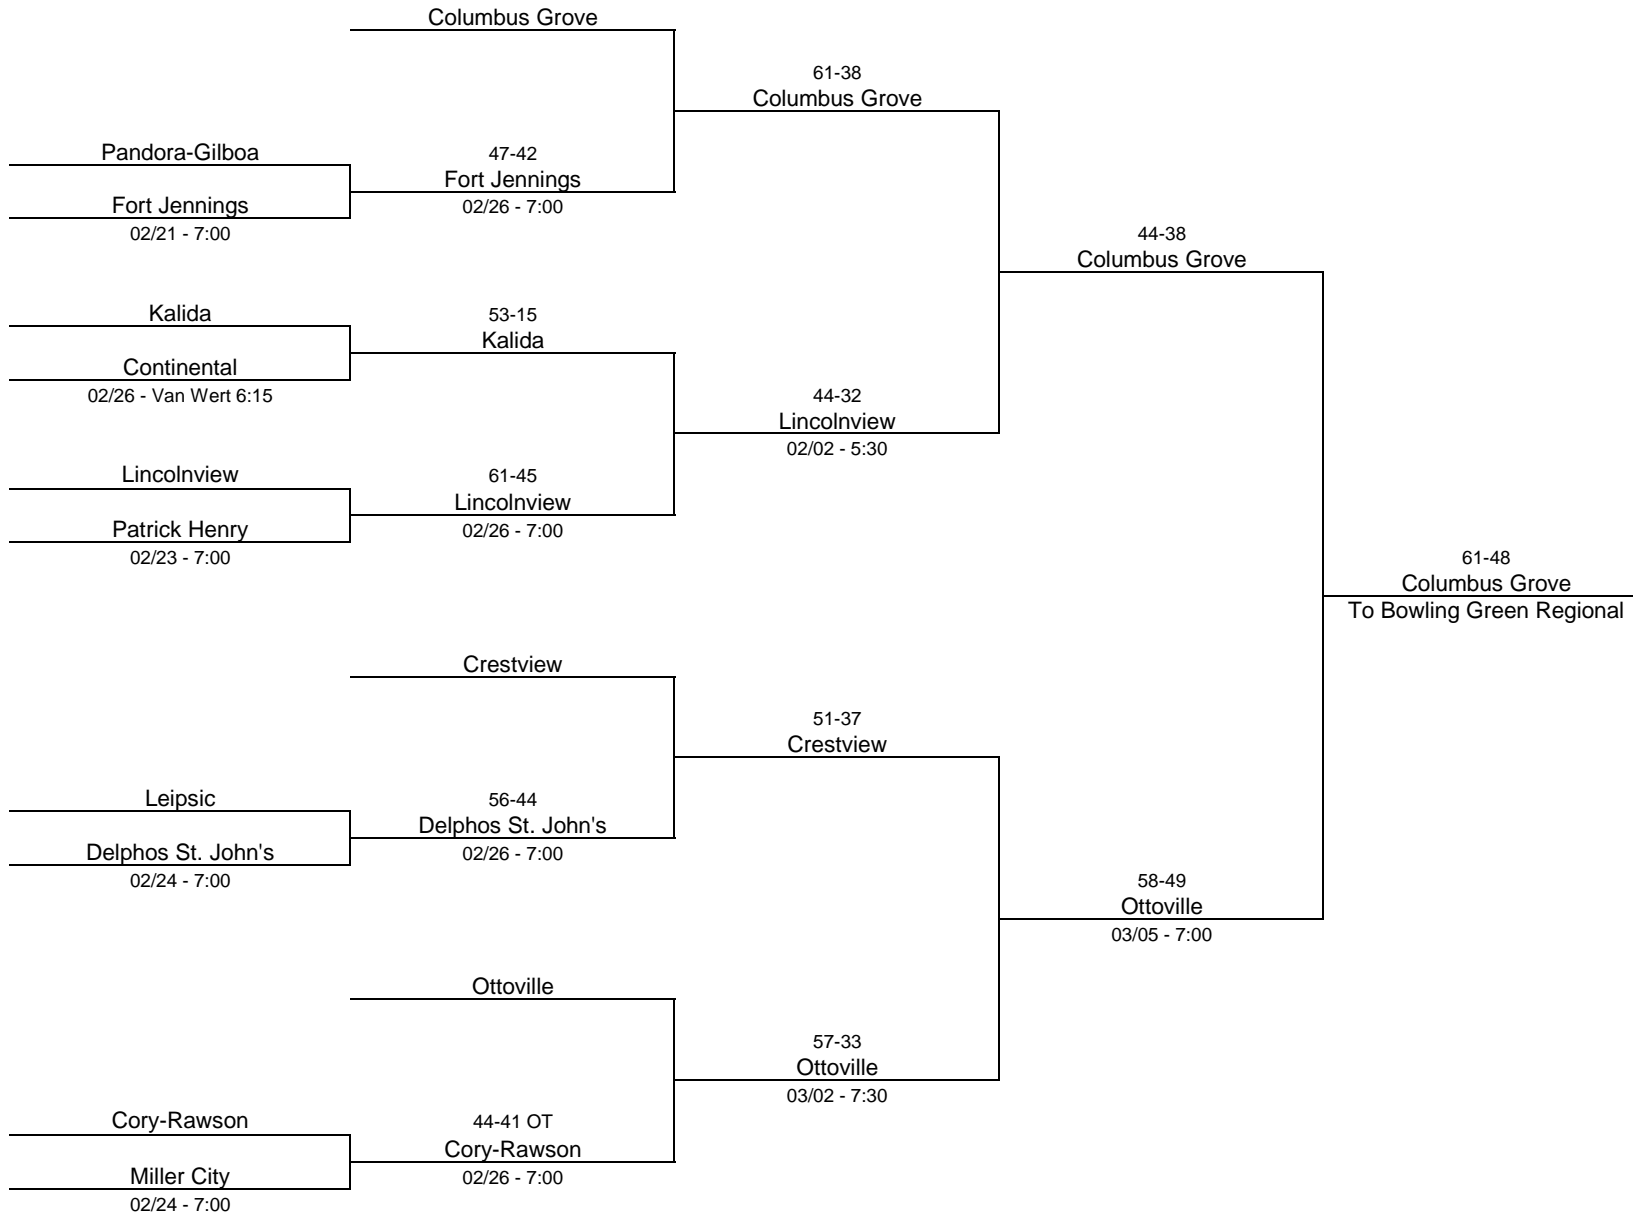 Columbus Grove
61-38
Columbus Grove
Pandora-Gilboa
47-42
Fort Jennings
Fort Jennings
02/26 - 7:00
02/21 - 7:00
44-38
Columbus Grove
Kalida
53-15
Kalida
Continental
02/26 - Van Wert 6:15
44-32
Lincolnview
02/02 - 5:30
Lincolnview
61-45
Lincolnview
Patrick Henry
02/26 - 7:00
02/23 - 7:00
61-48
Columbus Grove
To Bowling Green Regional
Crestview
51-37
Crestview
Leipsic
56-44
Delphos St. John's
Delphos St. John's
02/26 - 7:00
02/24 - 7:00
58-49
Ottoville
03/05 - 7:00
Ottoville
57-33
Ottoville
03/02 - 7:30
Cory-Rawson
44-41 OT
Cory-Rawson
Miller City
02/26 - 7:00
02/24 - 7:00